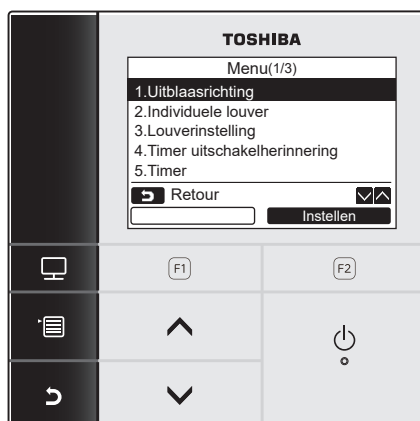 TOSHIBA
Menu(1/3)
1.Uitblaasrichting
2.Individuele louver
3.Louverinstelling
4.Timer uitschakelherinnering
5.Timer
Retour
Instellen
F1
F2